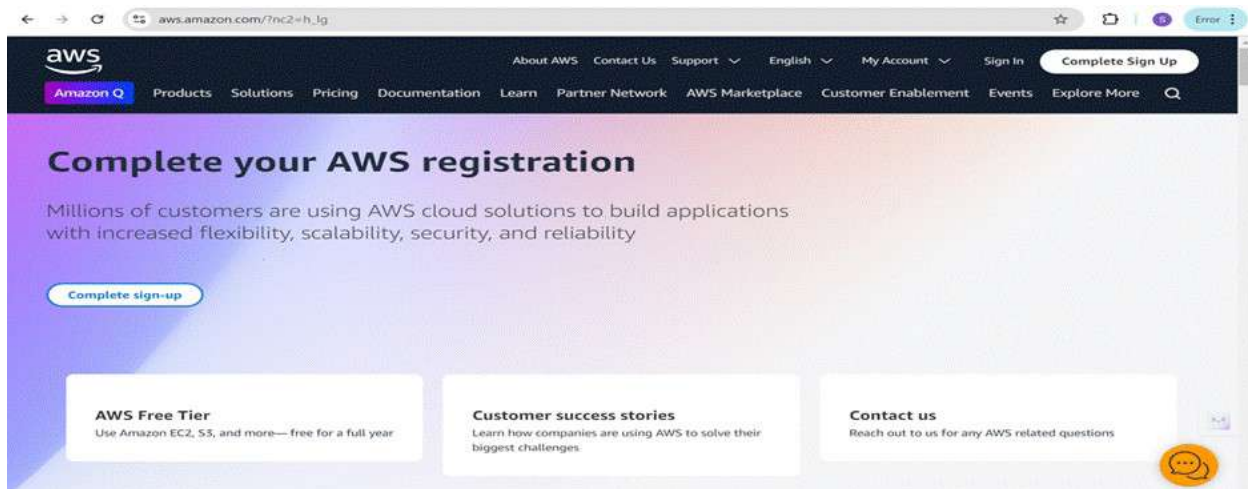 aws.amazon.com/?nc2=h_lg
S
Error
aws
About AWS Contact Us Support English My Account Sign In Complete Sign Up
Amazon Q Products Solutions Pricing Documentation Learn Partner Network AWS Marketplace Customer Enablement Events Explore More
Complete your AWS registration
Millions of customers are using AWS cloud solutions to build applications
with increased flexibility, scalability, security, and reliability
Complete sign-up
AWS Free Tier
Use Amazon EC2, S3, and more— free for a full year
Customer success stories
Learn how companies are using AWS to solve their
biggest challenges
Contact us
Reach out to us for any AWS related questions